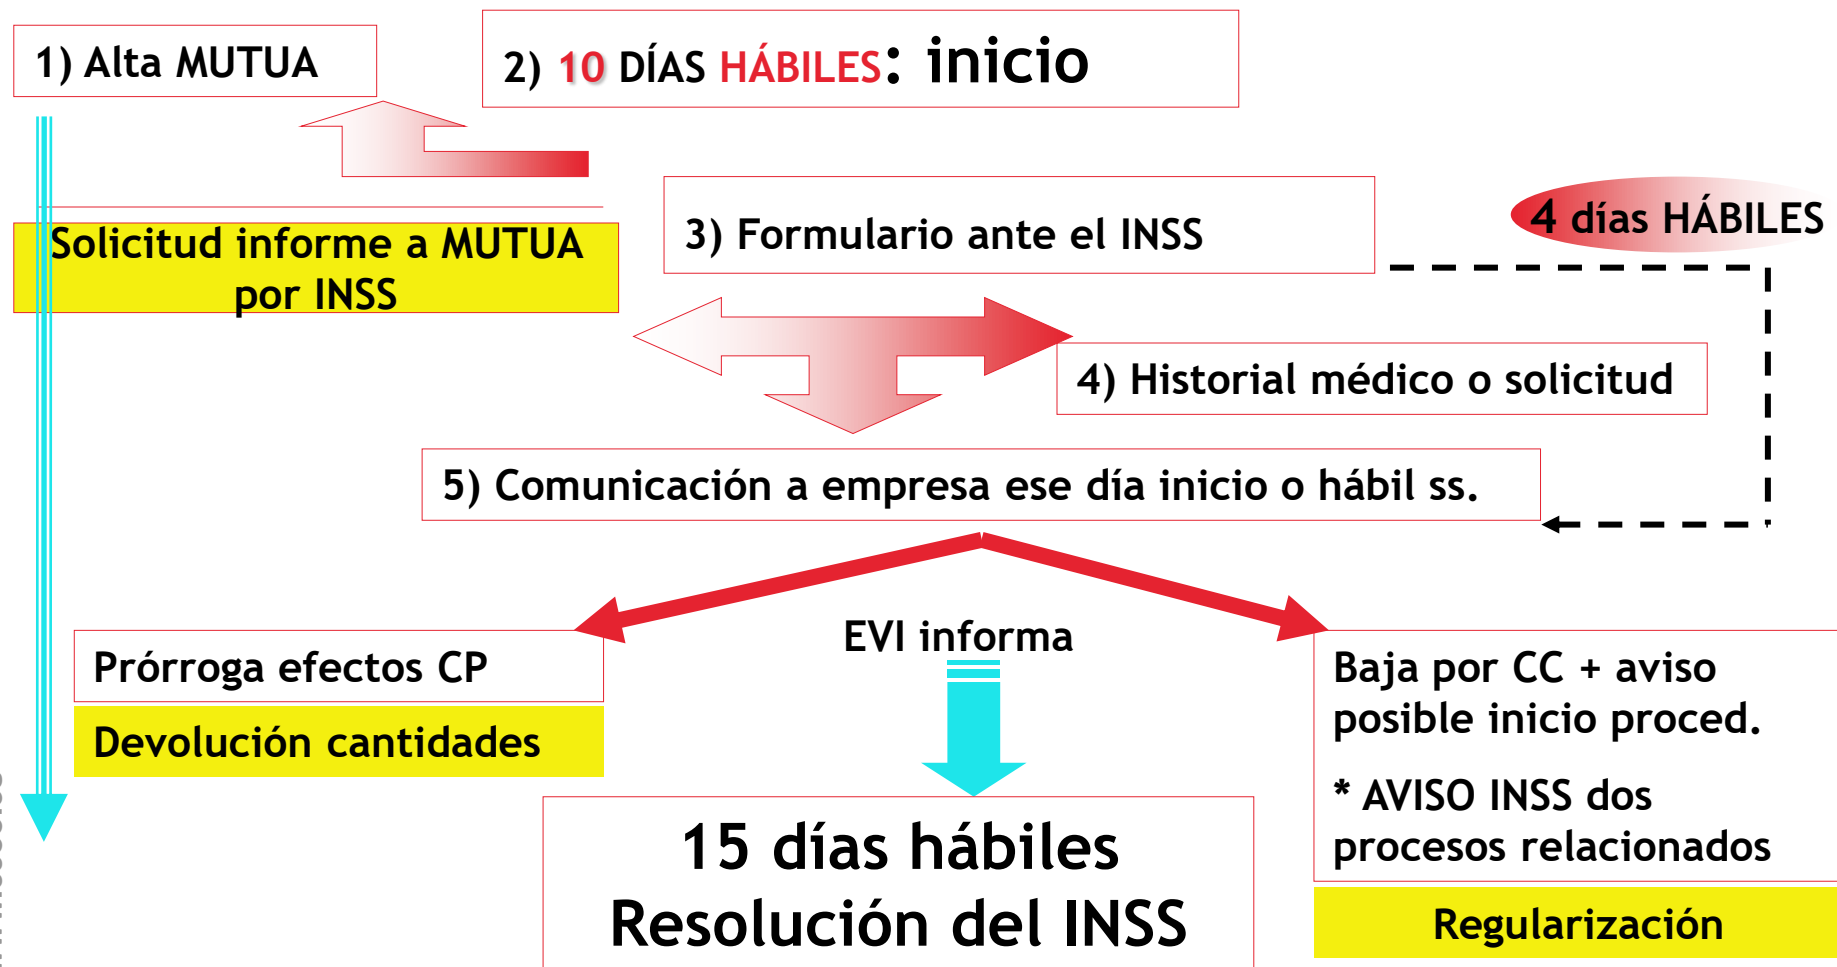 1) Alta MUTUA
2) 10 DÍAS HÁBILES: inicio
Solicitud informe a MUTUA
por INSS
3) Formulario ante el INSS
4 días HÁBILES
4) Historial médico o solicitud
5) Comunicación a empresa ese día inicio o hábil ss.
Prórroga efectos CP
Devolución cantidades
EVI informa
15 días hábiles
Resolución del INSS
Baja por CC + aviso
posible inicio proced.
* AVISO INSS dos
procesos relacionados
Regularización